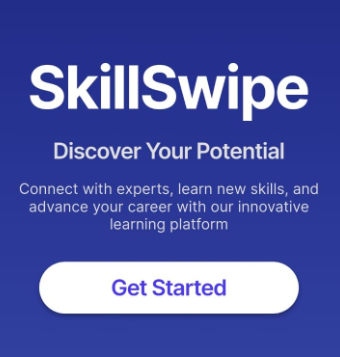 SkillSwipe
Discover Your Potential
Connect with experts, learn new skills, and
advance your career with our innovative
learning platform
Get Started